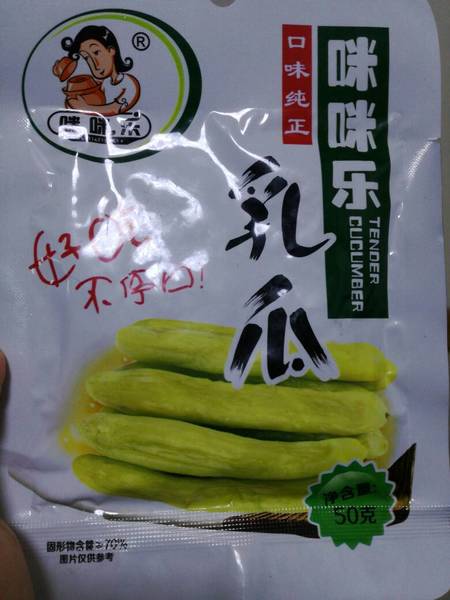 ®
咪咪乐
口味纯正
咪咪乐
TENDER
CUCUMBER
乳瓜
好吃
不停口!
净含量:
50克
固形物含量≥70%
图片仅供参考